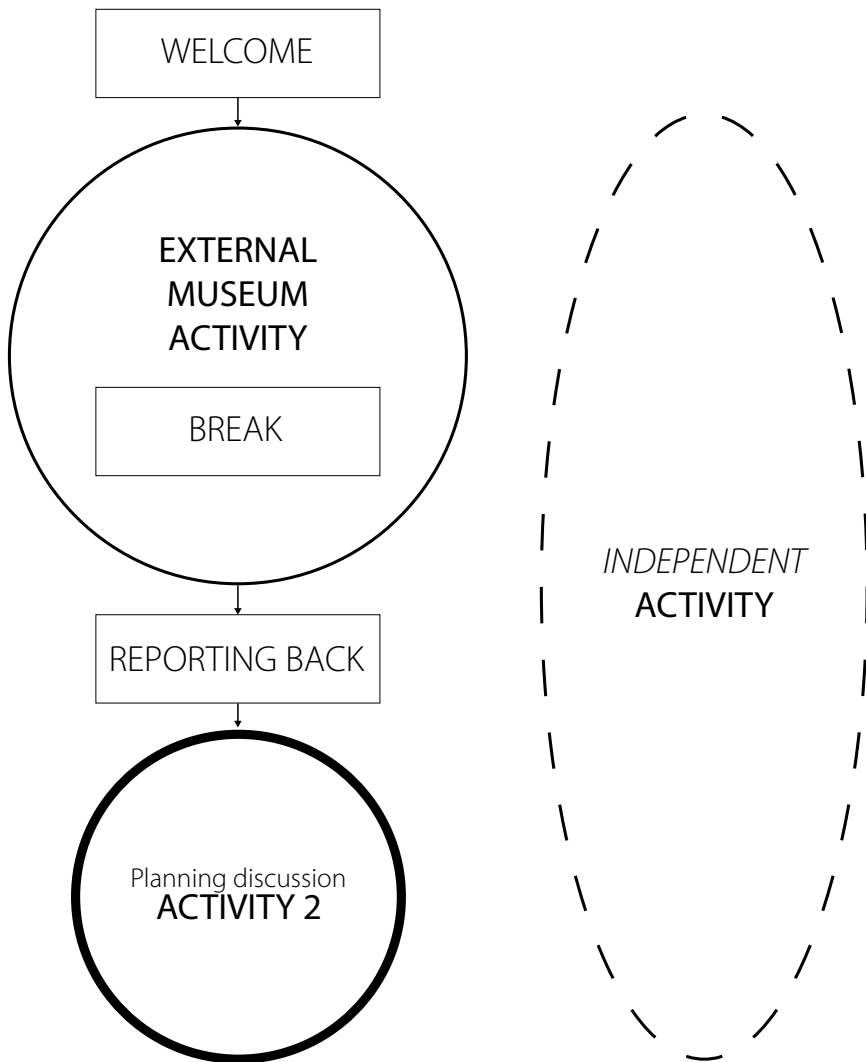 WELCOME
EXTERNAL
MUSEUM
ACTIVITY
BREAK
REPORTING BACK
Planning discussion
ACTIVITY 2
INDEPENDENT
ACTIVITY